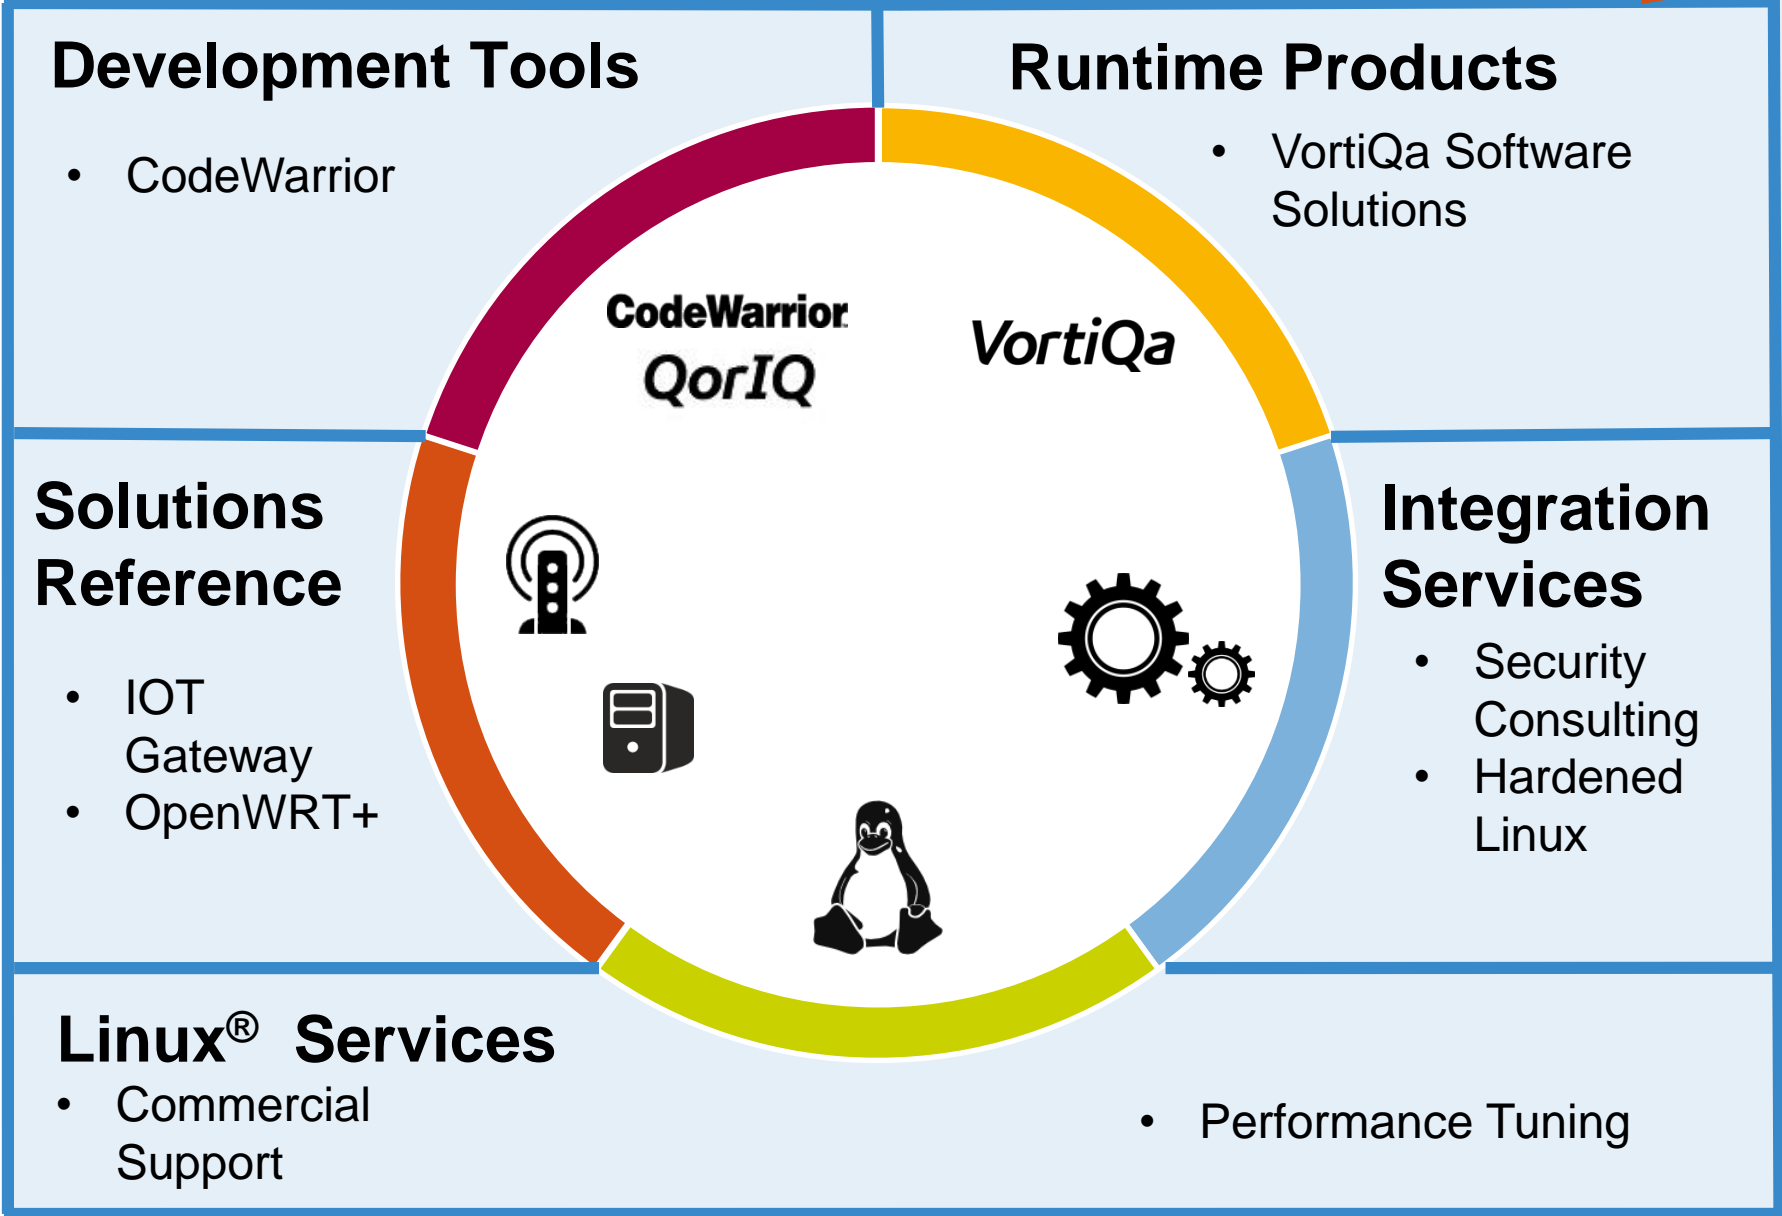 Development Tools
• CodeWarrior
Runtime Products
• VortiQa Software
Solutions
CodeWarrior
QorIQ
VortiQa
Solutions
Reference
• IOT
Gateway
• OpenWRT+
Integration
Services
• Security
Consulting
• Hardened
Linux
Linux® Services
• Commercial
Support
• Performance Tuning